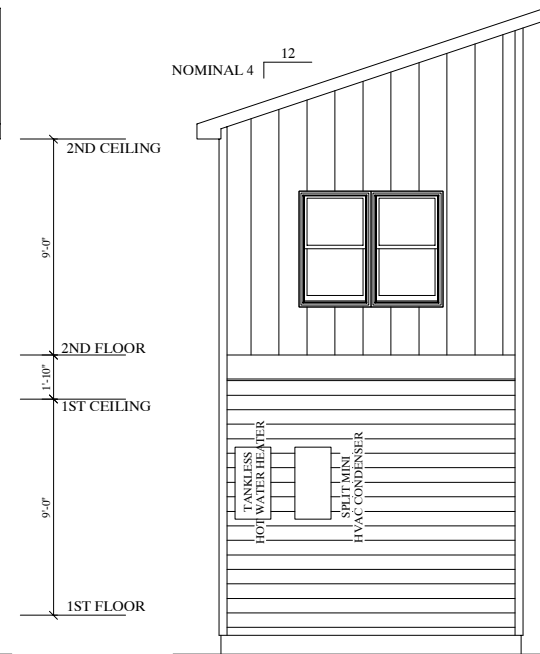 12
NOMINAL 4
2ND CEILING
9'-0"
2ND FLOOR
1'-10"
1ST CEILING
9'-0"
TANKLESS
HOT WATER HEATER
SPLIT MINI
HVAC CONDENSER
1ST FLOOR